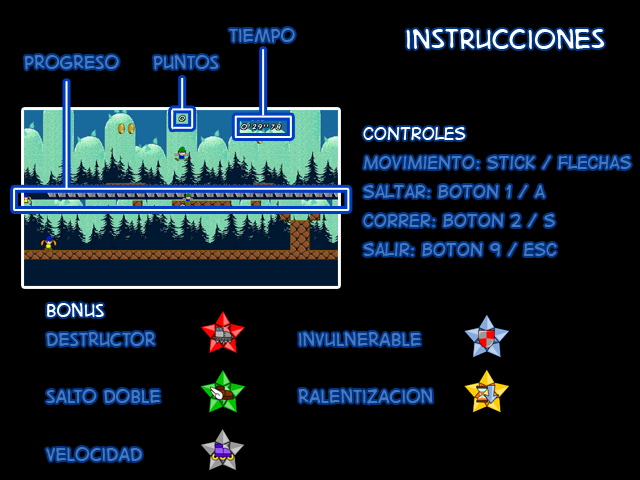 INSTRUCCIONES
TIEMPO
PROGRESO
PUNTOS
CONTROLES
MOVIMIENTO: STICK / FLECHAS
SALTAR: BOTON 1 / A
CORRER: BOTON 2 / S
SALIR: BOTON 9 / ESC
BONUS
DESTRUCTOR
INVULNERABLE
SALTO DOBLE
RALENTIZACION
VELOCIDAD